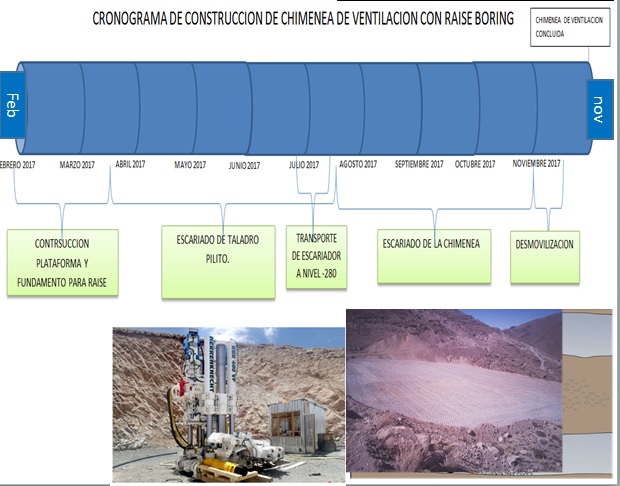 CRONOGRAMA DE CONSTRUCCION DE CHIMENEA DE VENTILACION CON RAISE BORING
CHIMENEA DE VENTILACION
CONCLUIDA
Feb
nov
EBRERO 2017
MARZO 2017
ABRIL 2017
MAYO 2017
JUNIO 2017
JULIO 2017
AGOSTO 2017
SEPTIEMBRE 2017
OCTUBRE 2017
NOVIEMBRE 2017
CONTRSUCCION
PLATAFORMA Y
FUNDAMENTO PARA RAISE
ESCARIADO DE TALADRO
PILITO.
TRANSPORTE
DE ESCARIADOR
A NIVEL -280
ESCARIADO DE LA CHIMENEA
DESMOVILIZACION
HERRENKNECHT